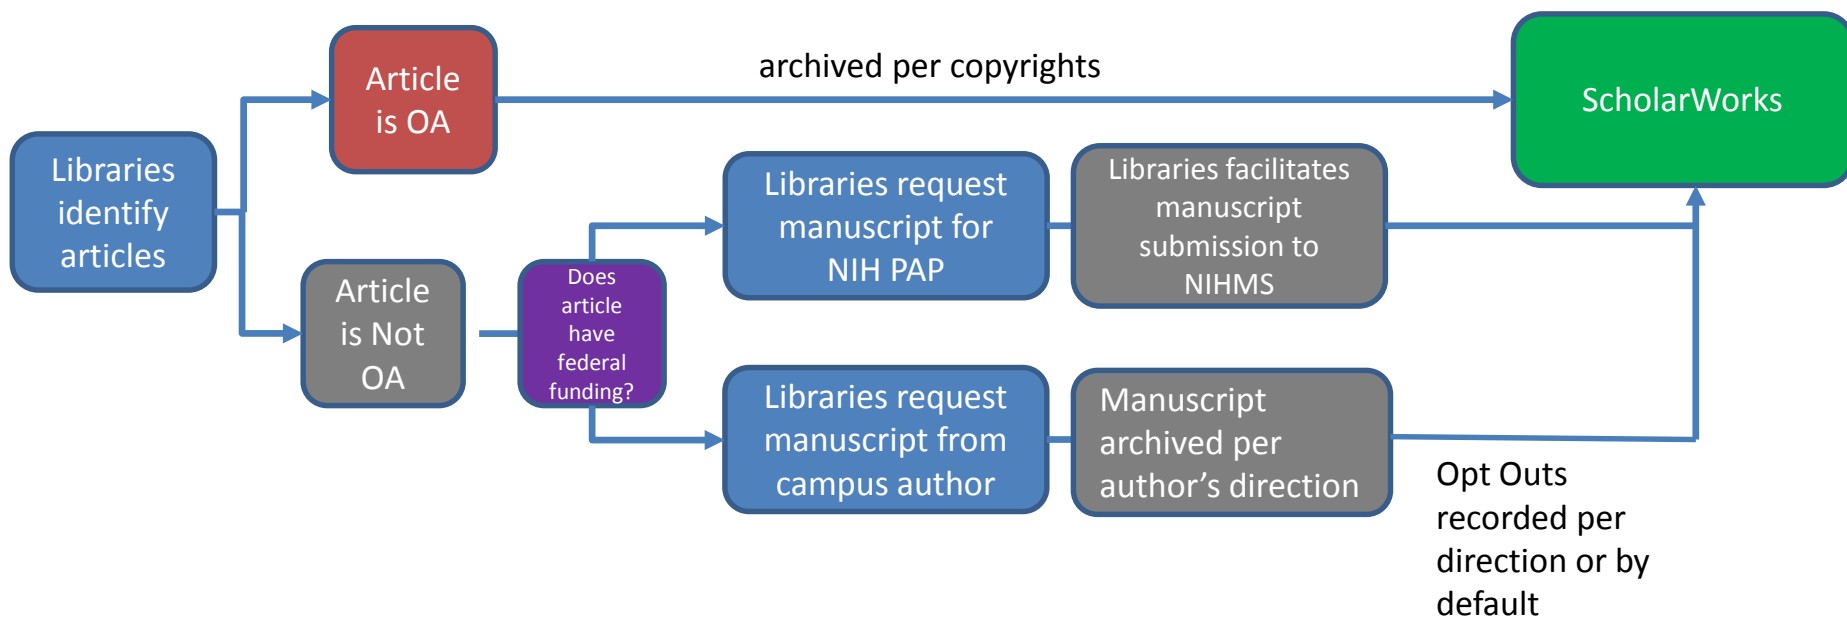 Libraries
identify
articles
Article
is OA
archived per copyrights
ScholarWorks
Article
is Not
OA
Does
article
have
federal
funding?
Libraries request
manuscript for
NIH PAP
Libraries facilitates
manuscript
submission to
NIHMS
Libraries request
manuscript from
campus author
Manuscript
archived per
author’s direction
Opt Outs
recorded per
direction or by
default